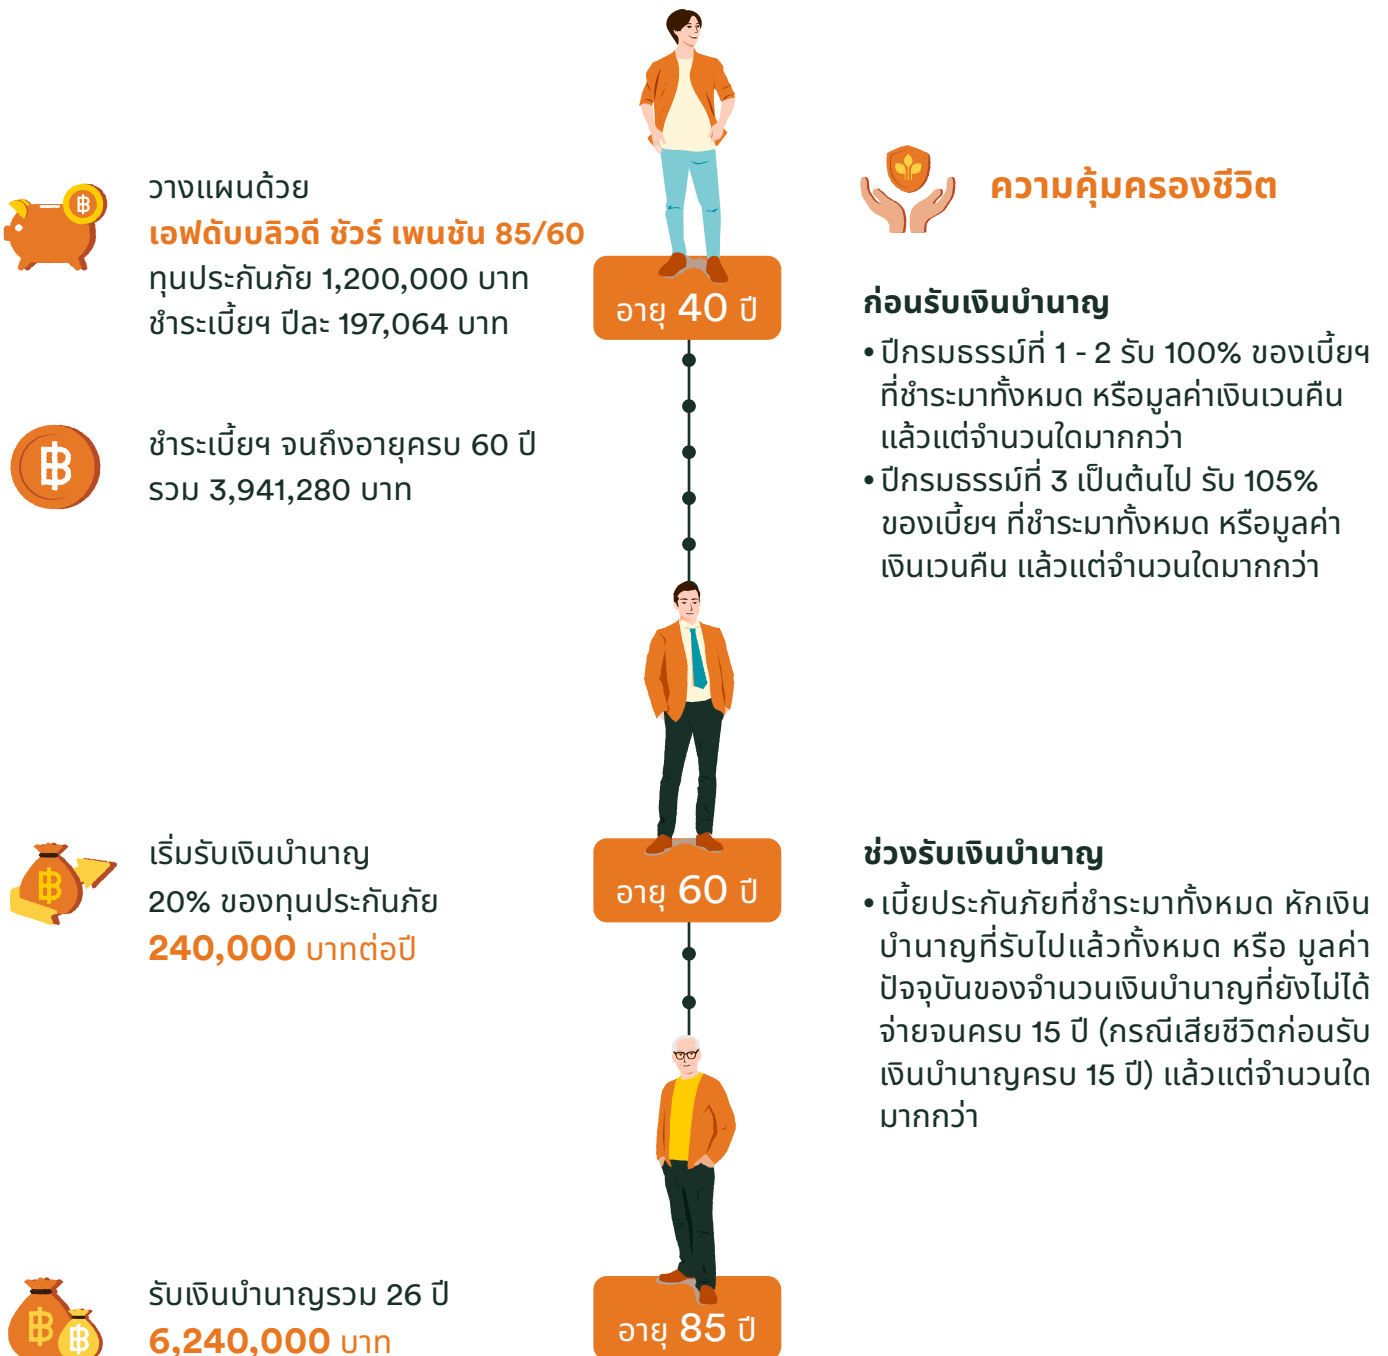 วางแผนด้วย
เอฟดับบลิวดี ชัวร์ เพนชัน 85/60
ทุนประกันภัย 1,200,000 บาท
ชำระเบี้ยฯ ปีละ 197,064 บาท
อายุ 40 ปี
ความคุ้มครองชีวิต
ก่อนรับเงินบำนาญ
• ปีกรมธรรม์ที่ 1 - 2 รับ 100% ของเบี้ยฯ
ที่ชำระมาทั้งหมด หรือมูลค่าเงินเวนคืน
แล้วแต่จำนวนใดมากกว่า
• ปีกรมธรรม์ที่ 3 เป็นต้นไป รับ 105%
ของเบี้ยฯ ที่ชำระมาทั้งหมด หรือมูลค่า
เงินเวนคืน แล้วแต่จำนวนใดมากกว่า
ชำระเบี้ยฯ จนถึงอายุครบ 60 ปี
รวม 3,941,280 บาท
เริ่มรับเงินบำนาญ
20% ของทุนประกันภัย
240,000 บาทต่อปี
อายุ 60 ปี
ช่วงรับเงินบำนาญ
• เบี้ยประกันภัยที่ชำระมาทั้งหมด หักเงิน
บำนาญที่รับไปแล้วทั้งหมด หรือ มูลค่า
ปัจจุบันของจำนวนเงินบำนาญที่ยังไม่ได้
จ่ายจนครบ 15 ปี (กรณีเสียชีวิตก่อนรับ
เงินบำนาญครบ 15 ปี) แล้วแต่จำนวนใด
มากกว่า
รับเงินบำนาญรวม 26 ปี
6,240,000 บาท
อายุ 85 ปี